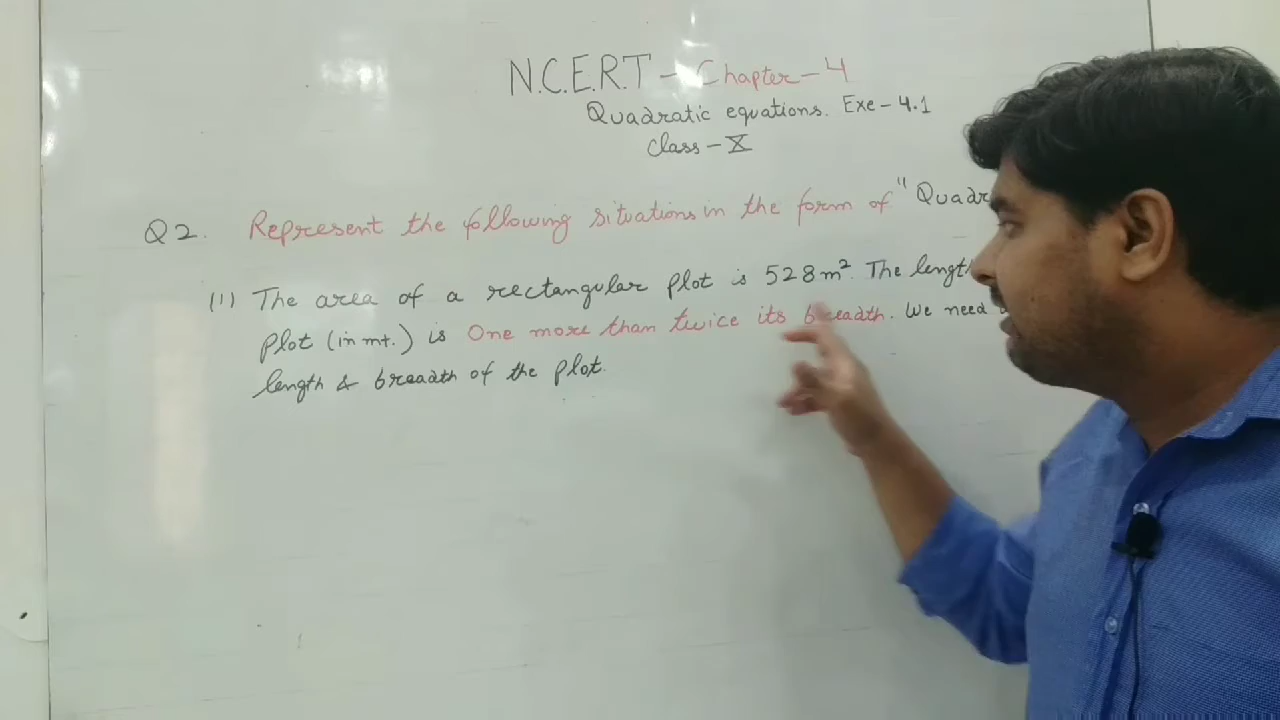 N.C.E.R.T - Chapter-4
Quadratic equations. Exe-4.1
Class-X
Q2. Represent the following situations in the form of "Quadr
(1) The area of a rectangular plot is 528m². The length
plot (in mt.) is One more than twice its breadth. We need
length & breadth of the plot.